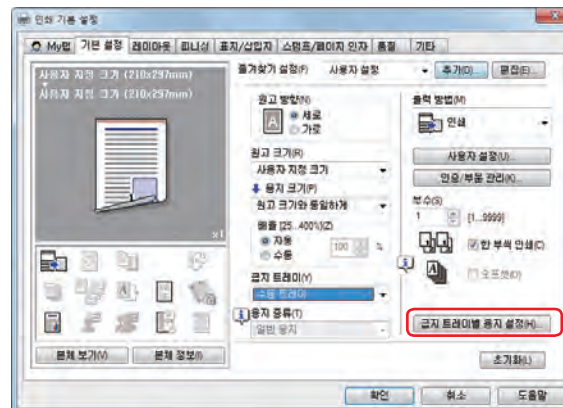 인쇄 기본 설정
My탭 기본 설정 레이아웃 피니싱 표지/삽입지 스탬프/페이지 인자 품질 기타
사용자 지정 크기 (210x297mm)
사용자 지정 크기 (210x297mm)
x1
본체 보기(V) 본체 정보(I)
즐겨찾기 설정(F) 사용자 설정 추가(D)... 편집(E)...
원고 방향(N)
A 세로
가로
원고 크기(R)
사용자 지정 크기
용지 크기(P)
원고 크기와 동일하게
배율 [25...400%](Z)
자동 100 %
수동
급지 트레이(Y)
수동 트레이
용지 종류(T)
일반 용지
출력 방법(M)
인쇄
사용자 설정(U)...
인증/부문 관리(K)...
부수(S)
1 [1...9999]
한 부씩 인쇄(C)
오프셋(O)
급지 트레이별 용지 설정(H)...
초기화(L)
확인 취소 도움말